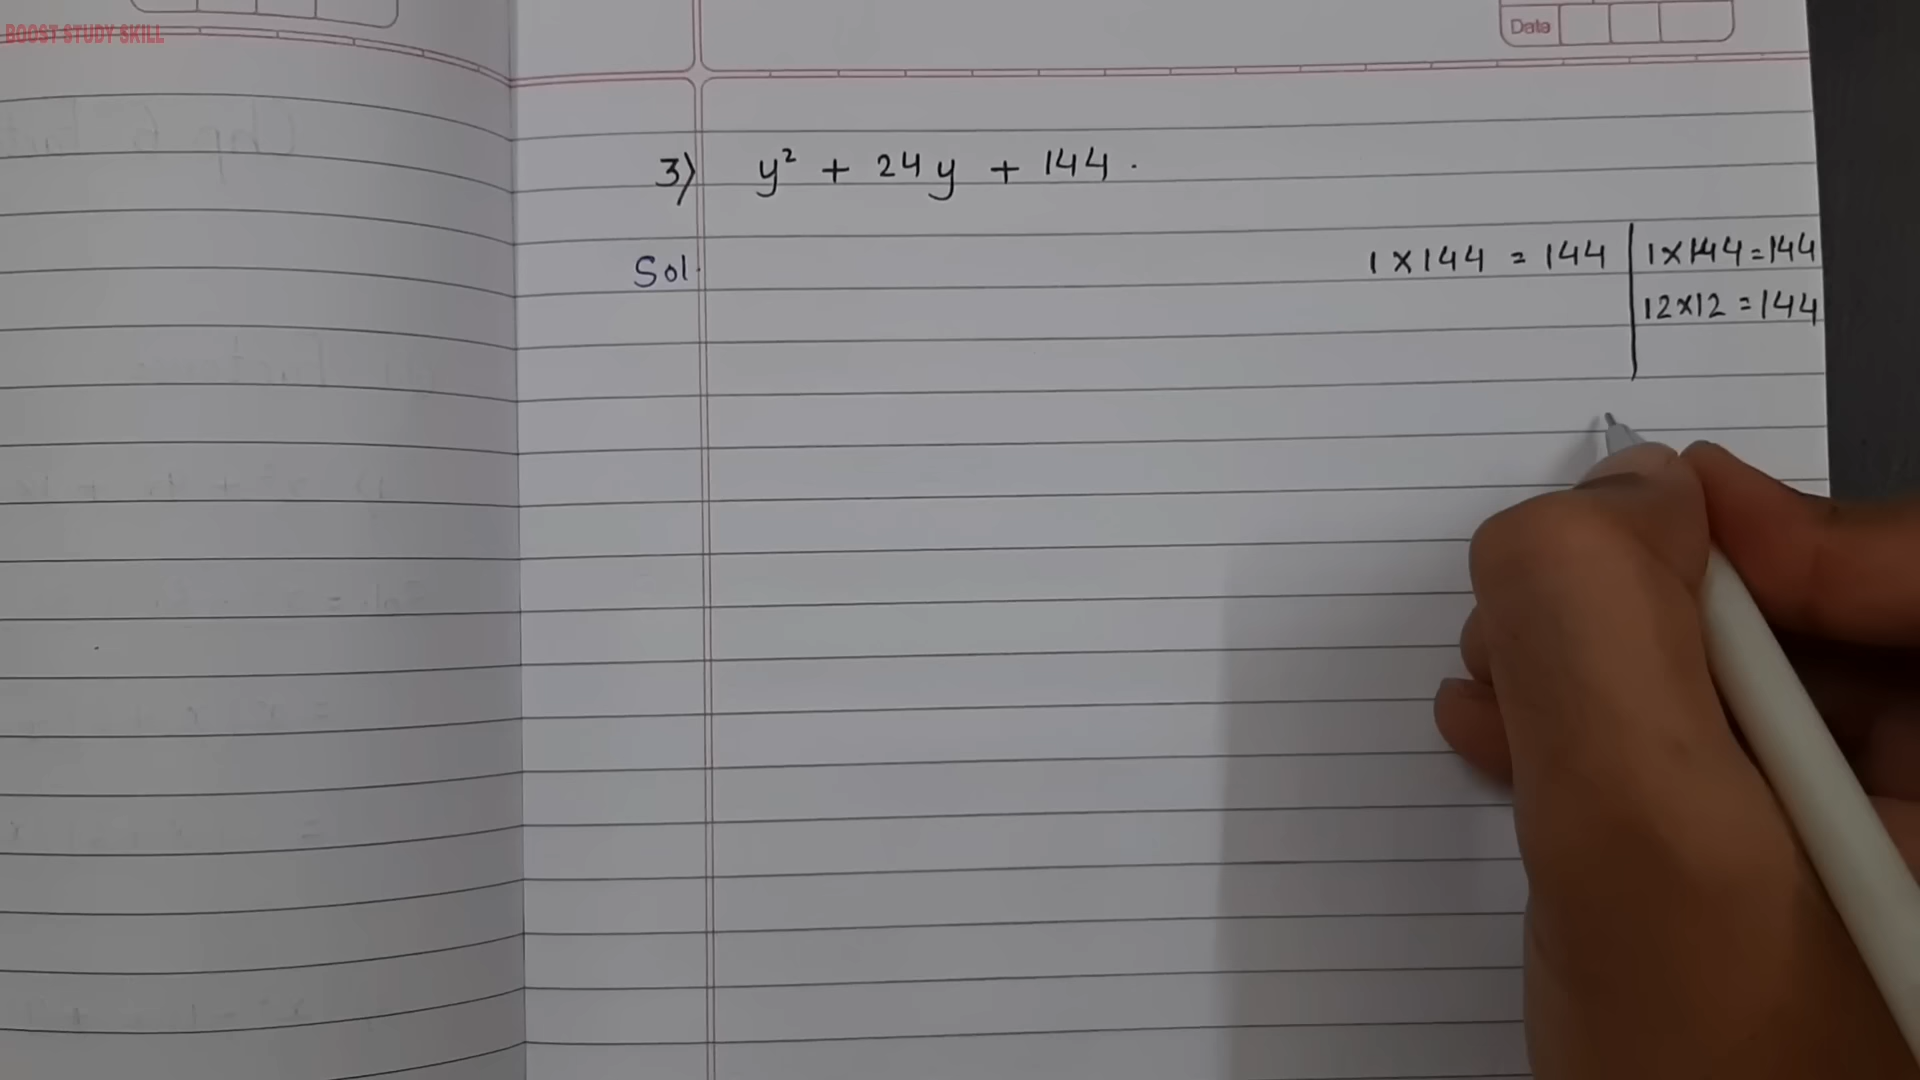 BOOST STUDY SKILL
Date
3) y² + 24y + 144.
Sol.
1 × 144 = 144 | 1 × 144 = 144
12 × 12 = 144